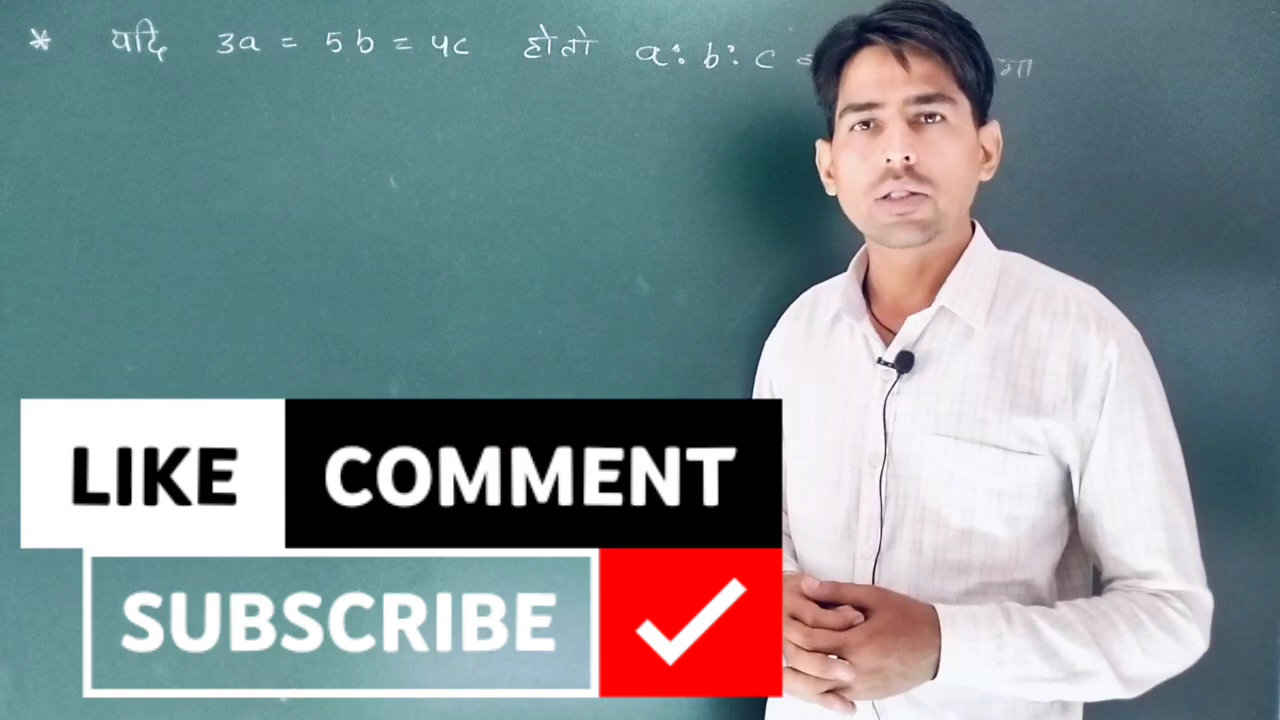 * यदि 3a = 5b = 4c होतो a:b:c
LIKE COMMENT
SUBSCRIBE